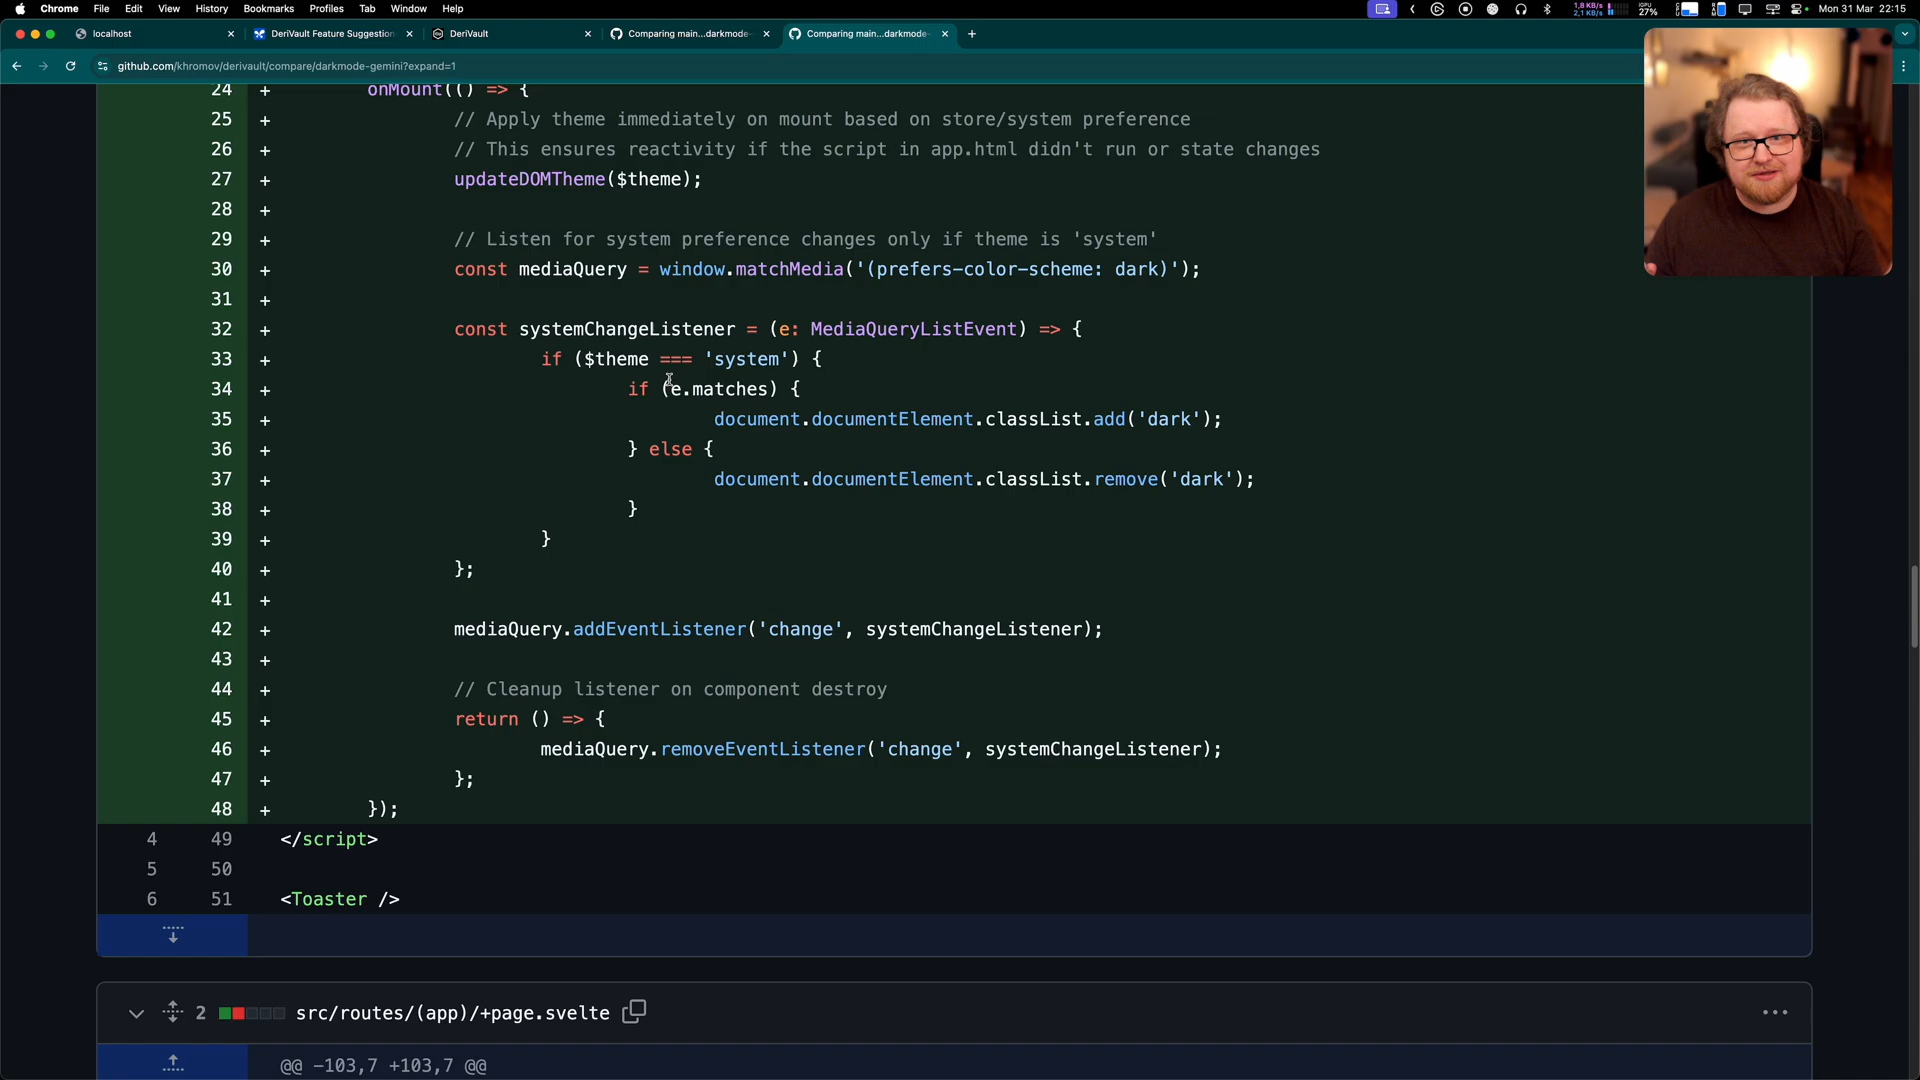 Chrome File Edit View History Bookmarks Profiles Tab Window Help
1,8 KB/s
2,1 KB/s
GPU
27%
Mon 31 Mar 22:15
localhost
DeriVault Feature Suggestion
DeriVault
Comparing main...darkmode-
Comparing main...darkmode-
github.com/khromov/derivault/compare/darkmode-gemini?expand=1
24 + onMount(() => {
25 + // Apply theme immediately on mount based on store/system preference
26 + // This ensures reactivity if the script in app.html didn't run or state changes
27 + updateDOMTheme($theme);
28 +
29 + // Listen for system preference changes only if theme is 'system'
30 + const mediaQuery = window.matchMedia('(prefers-color-scheme: dark)');
31 +
32 + const systemChangeListener = (e: MediaQueryListEvent) => {
33 + if ($theme === 'system') {
34 + if (e.matches) {
35 + document.documentElement.classList.add('dark');
36 + } else {
37 + document.documentElement.classList.remove('dark');
38 + }
39 + }
40 + };
41 +
42 + mediaQuery.addEventListener('change', systemChangeListener);
43 +
44 + // Cleanup listener on component destroy
45 + return () => {
46 + mediaQuery.removeEventListener('change', systemChangeListener);
47 + };
48 + });
4 49 </script>
5 50
6 51 <Toaster />
2 src/routes/(app)/+page.svelte
@@ -103,7 +103,7 @@